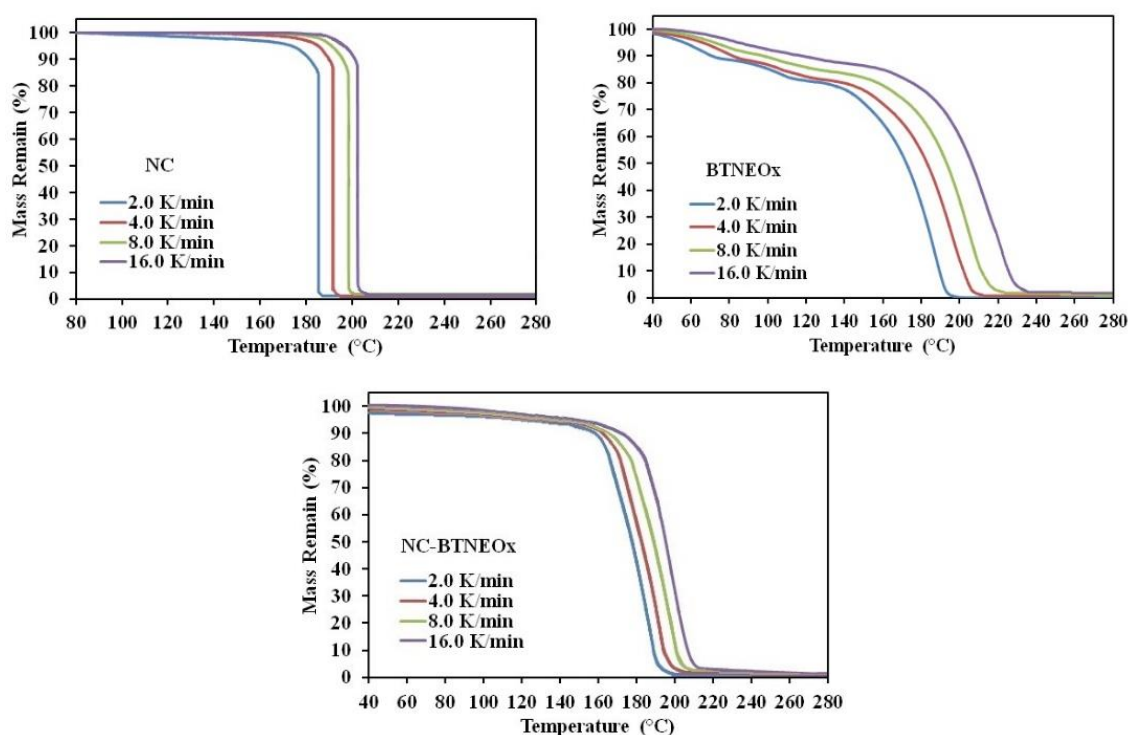 100
90
80
70
60
50
40
30
20
10
0
Mass Remain (%)
NC
2.0 K/min
4.0 K/min
8.0 K/min
16.0 K/min
80 100 120 140 160 180 200 220 240 260 280
Temperature (°C)
100
90
80
70
60
50
40
30
20
10
0
Mass Remain (%)
BTNEOx
2.0 K/min
4.0 K/min
8.0 K/min
16.0 K/min
40 60 80 100 120 140 160 180 200 220 240 260 280
Temperature (°C)
100
90
80
70
60
50
40
30
20
10
0
Mass Remain (%)
NC-BTNEOx
2.0 K/min
4.0 K/min
8.0 K/min
16.0 K/min
40 60 80 100 120 140 160 180 200 220 240 260 280
Temperature (°C)